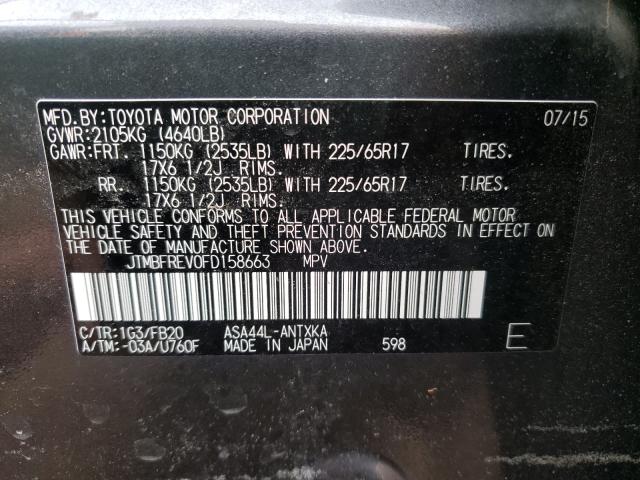 MFD.BY:TOYOTA MOTOR CORPORATION 07/15
GVWR:2105KG (4640LB)
GAWR:FRT. 1150KG (2535LB) WITH 225/65R17 TIRES.
17X6 1/2J RIMS.
RR. 1150KG (2535LB) WITH 225/65R17 TIRES.
17X6 1/2J RIMS.
THIS VEHICLE CONFORMS TO ALL APPLICABLE FEDERAL MOTOR
VEHICLE SAFETY AND THEFT PREVENTION STANDARDS IN EFFECT ON
THE DATE OF MANUFACTURE SHOWN ABOVE.
JTMBFREV0FD158663 MPV
C/TR:1G3/FB20 ASA44L-ANTXKA
A/TM:-03A/U760F MADE IN JAPAN 598 E